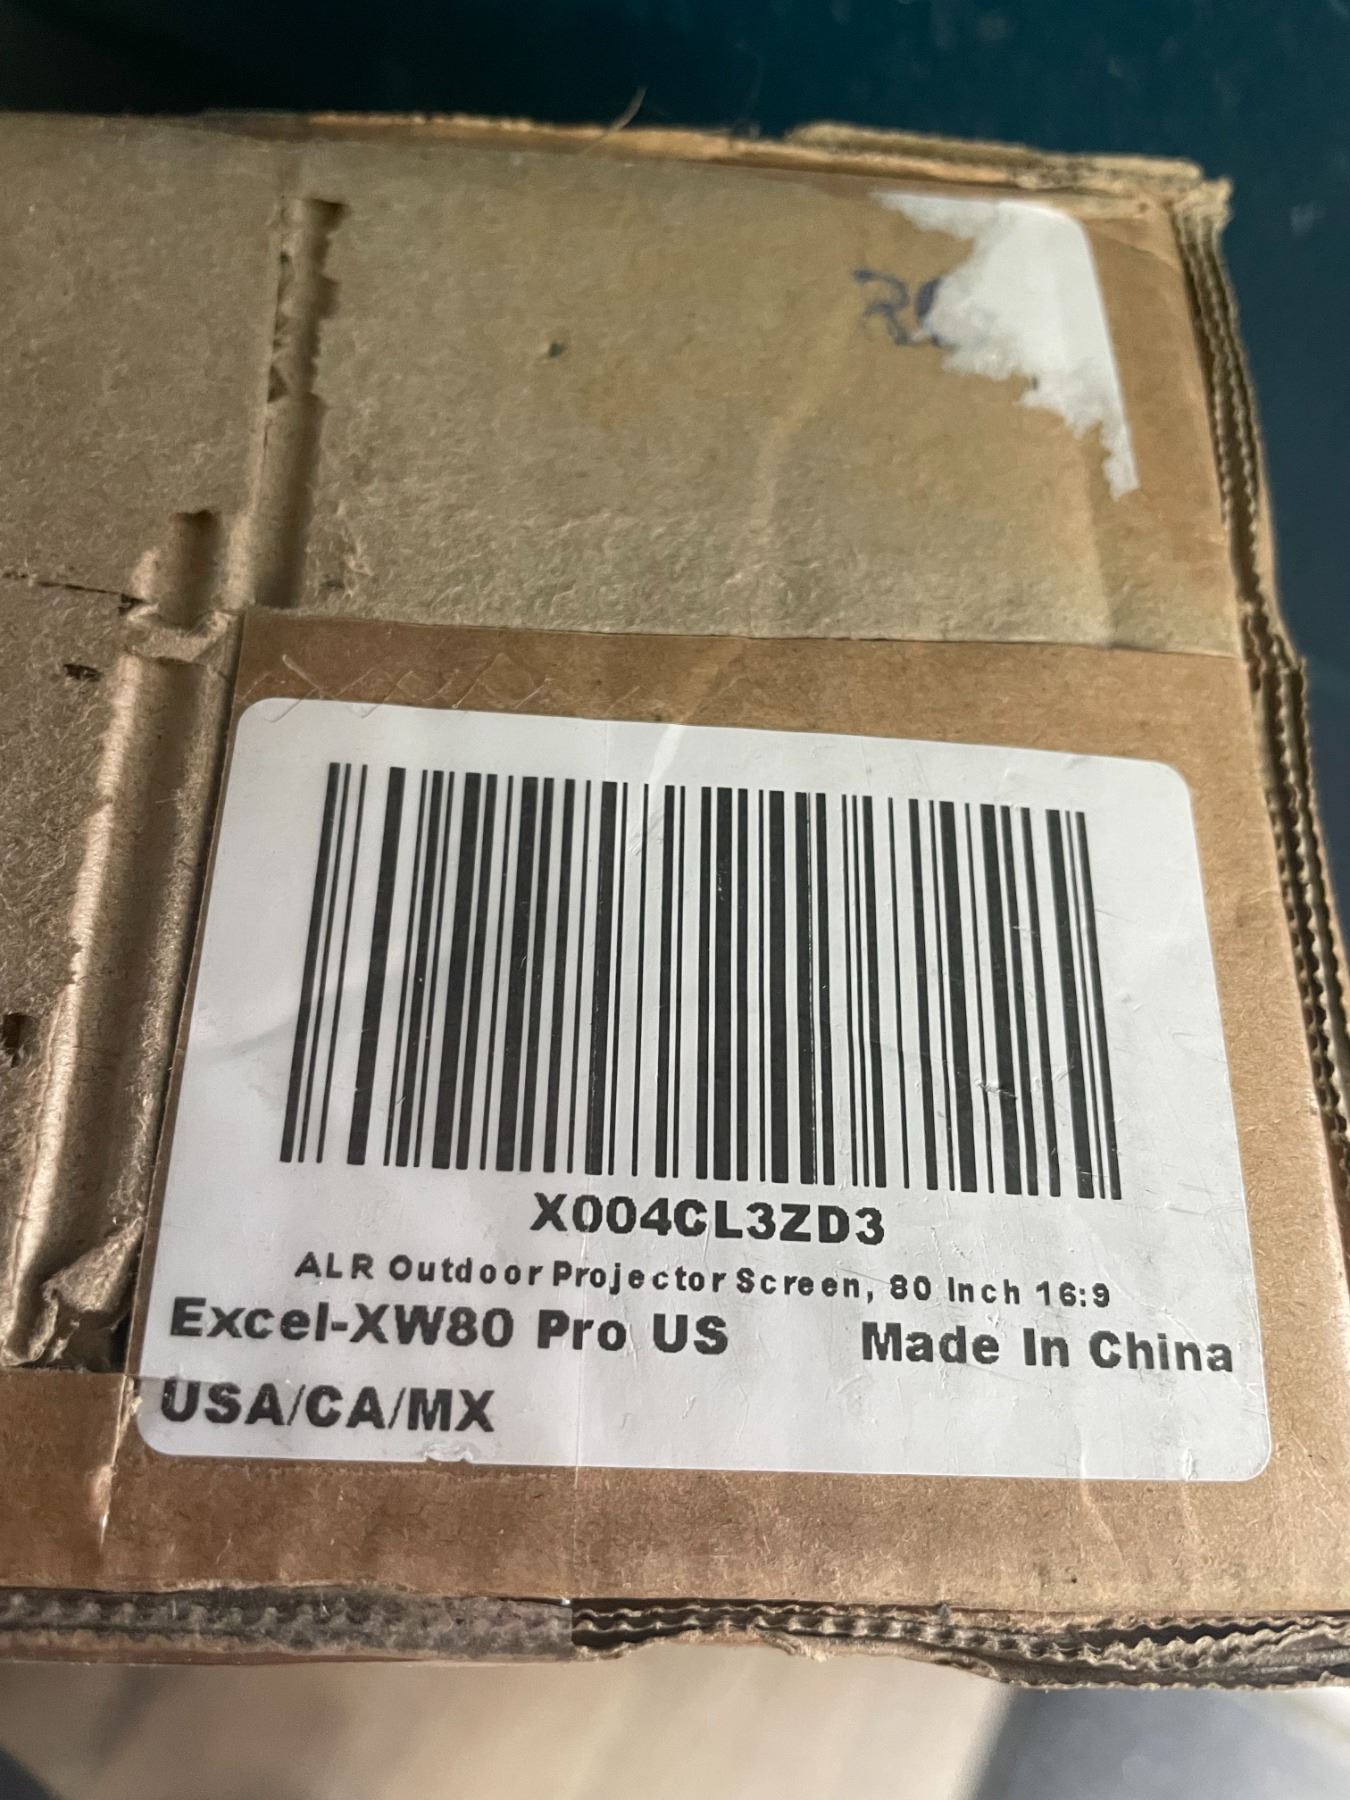 X004CL3ZD3
ALR Outdoor Projector Screen, 80 Inch 16:9
Excel-XW80 Pro US Made In China
USA/CA/MX